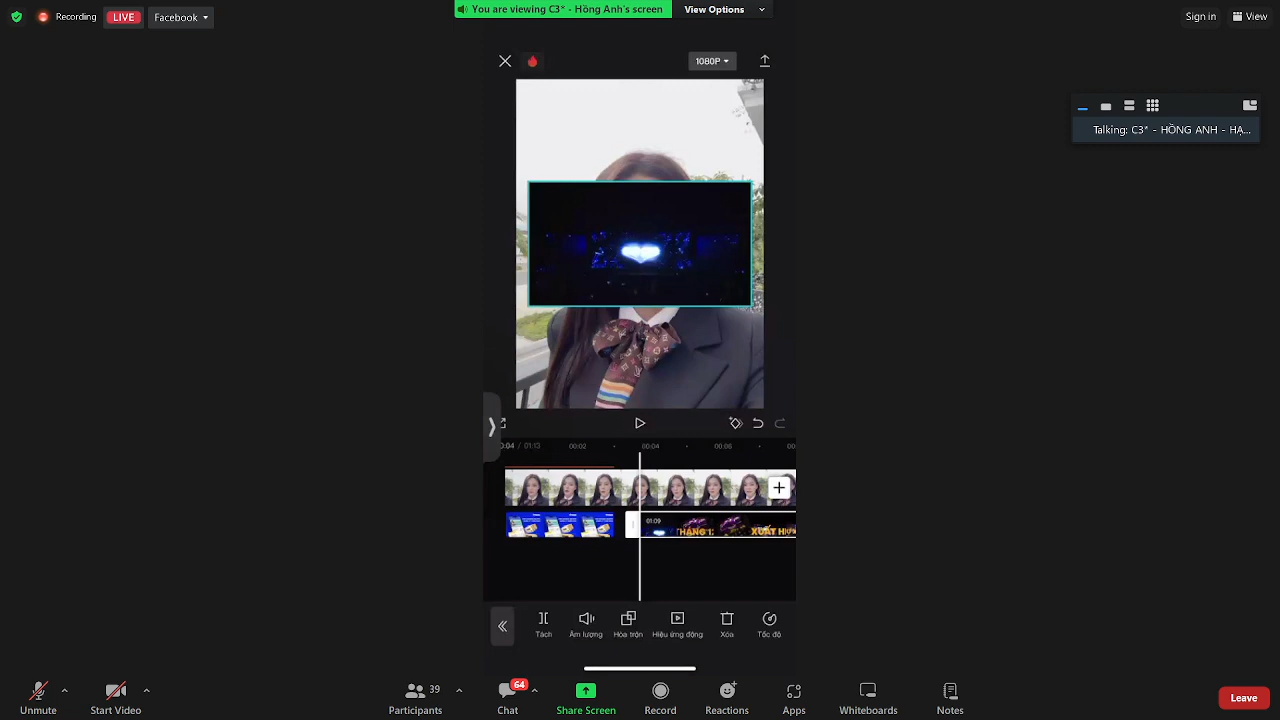 You are viewing C3* - Hồng Anh's screen
View Options
Recording
LIVE
Facebook
Sign in
View
1080P
Talking: C3* - HỒNG ANH - HA...
0:04 / 01:13
00:02
00:04
00:06
01:09
THÁNG 1
XUẤT HI
Tách
Âm lượng
Hòa trộn
Hiệu ứng động
Xóa
Tốc độ
Unmute
Start Video
Participants
39
Chat
64
Share Screen
Record
Reactions
Apps
Whiteboards
Notes
Leave